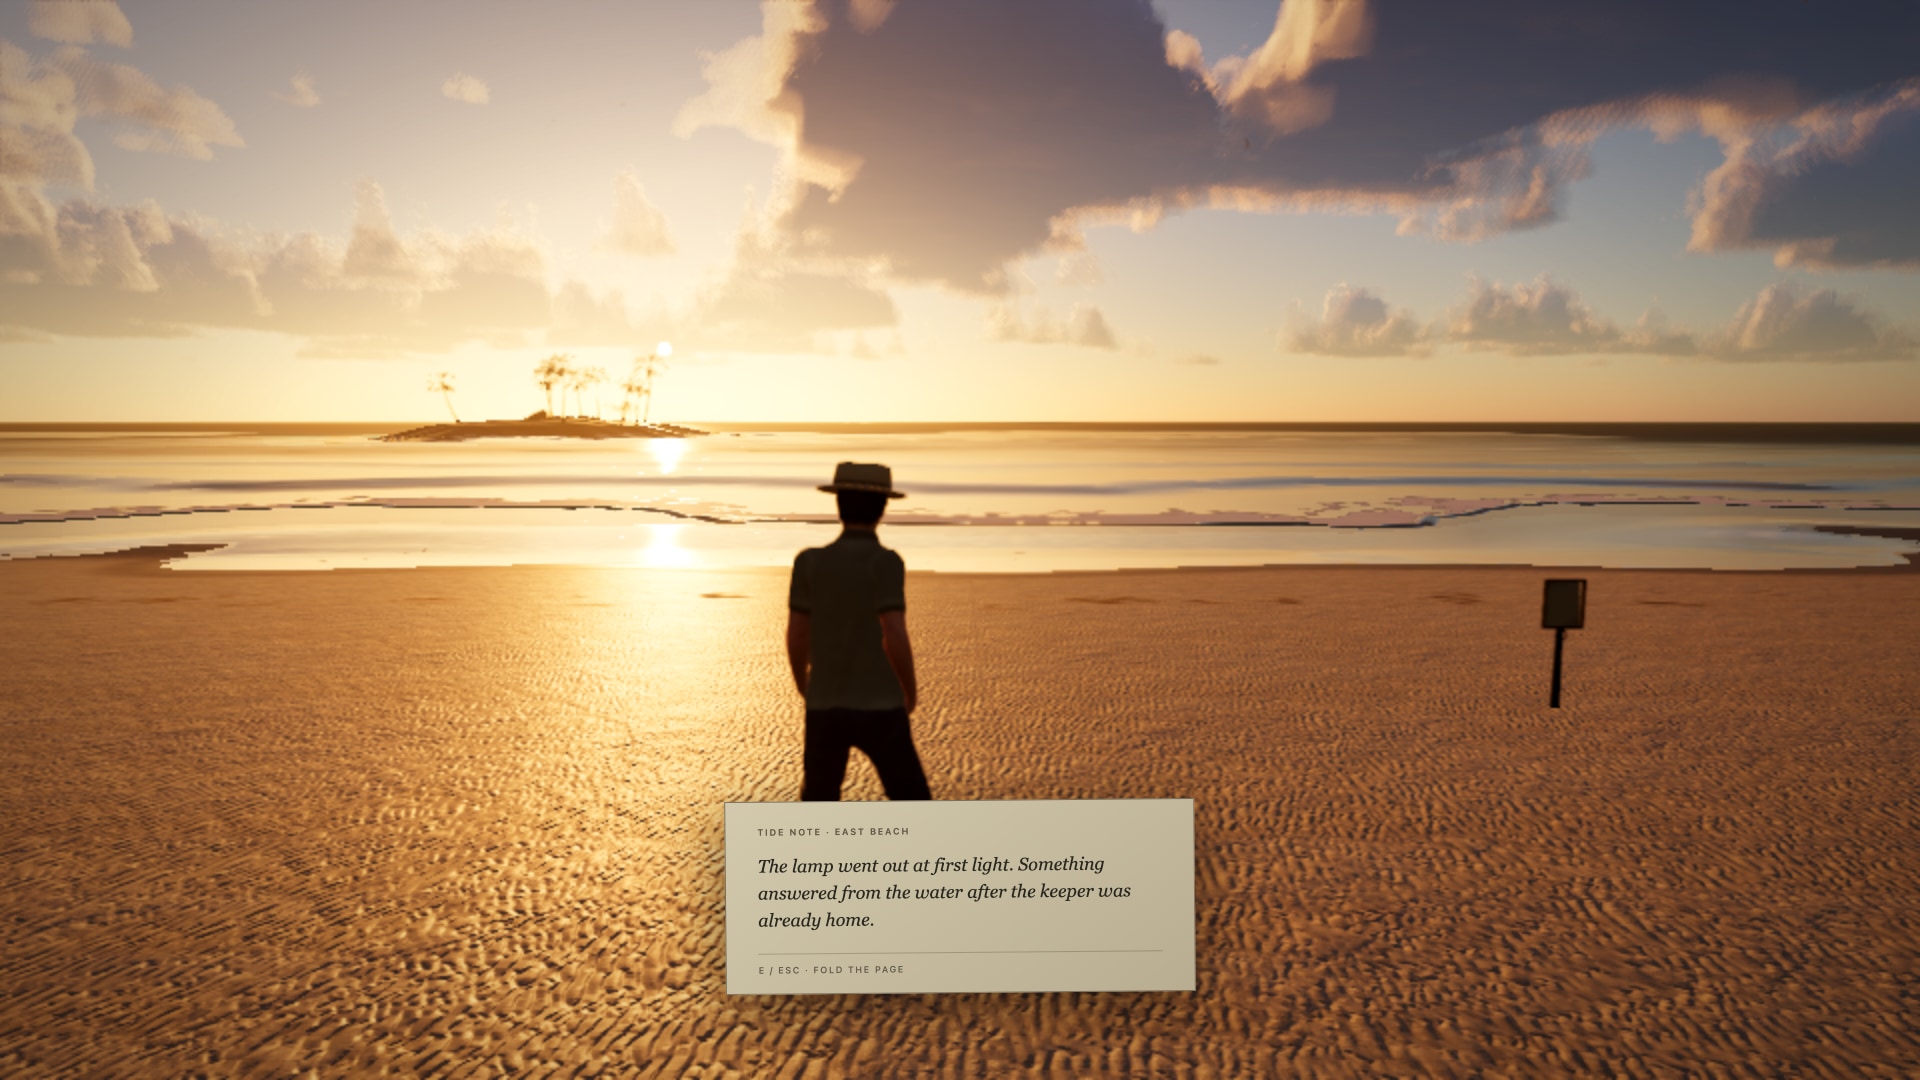 TIDE NOTE · EAST BEACH
The lamp went out at first light. Something
answered from the water after the keeper was
already home.
E / ESC · FOLD THE PAGE